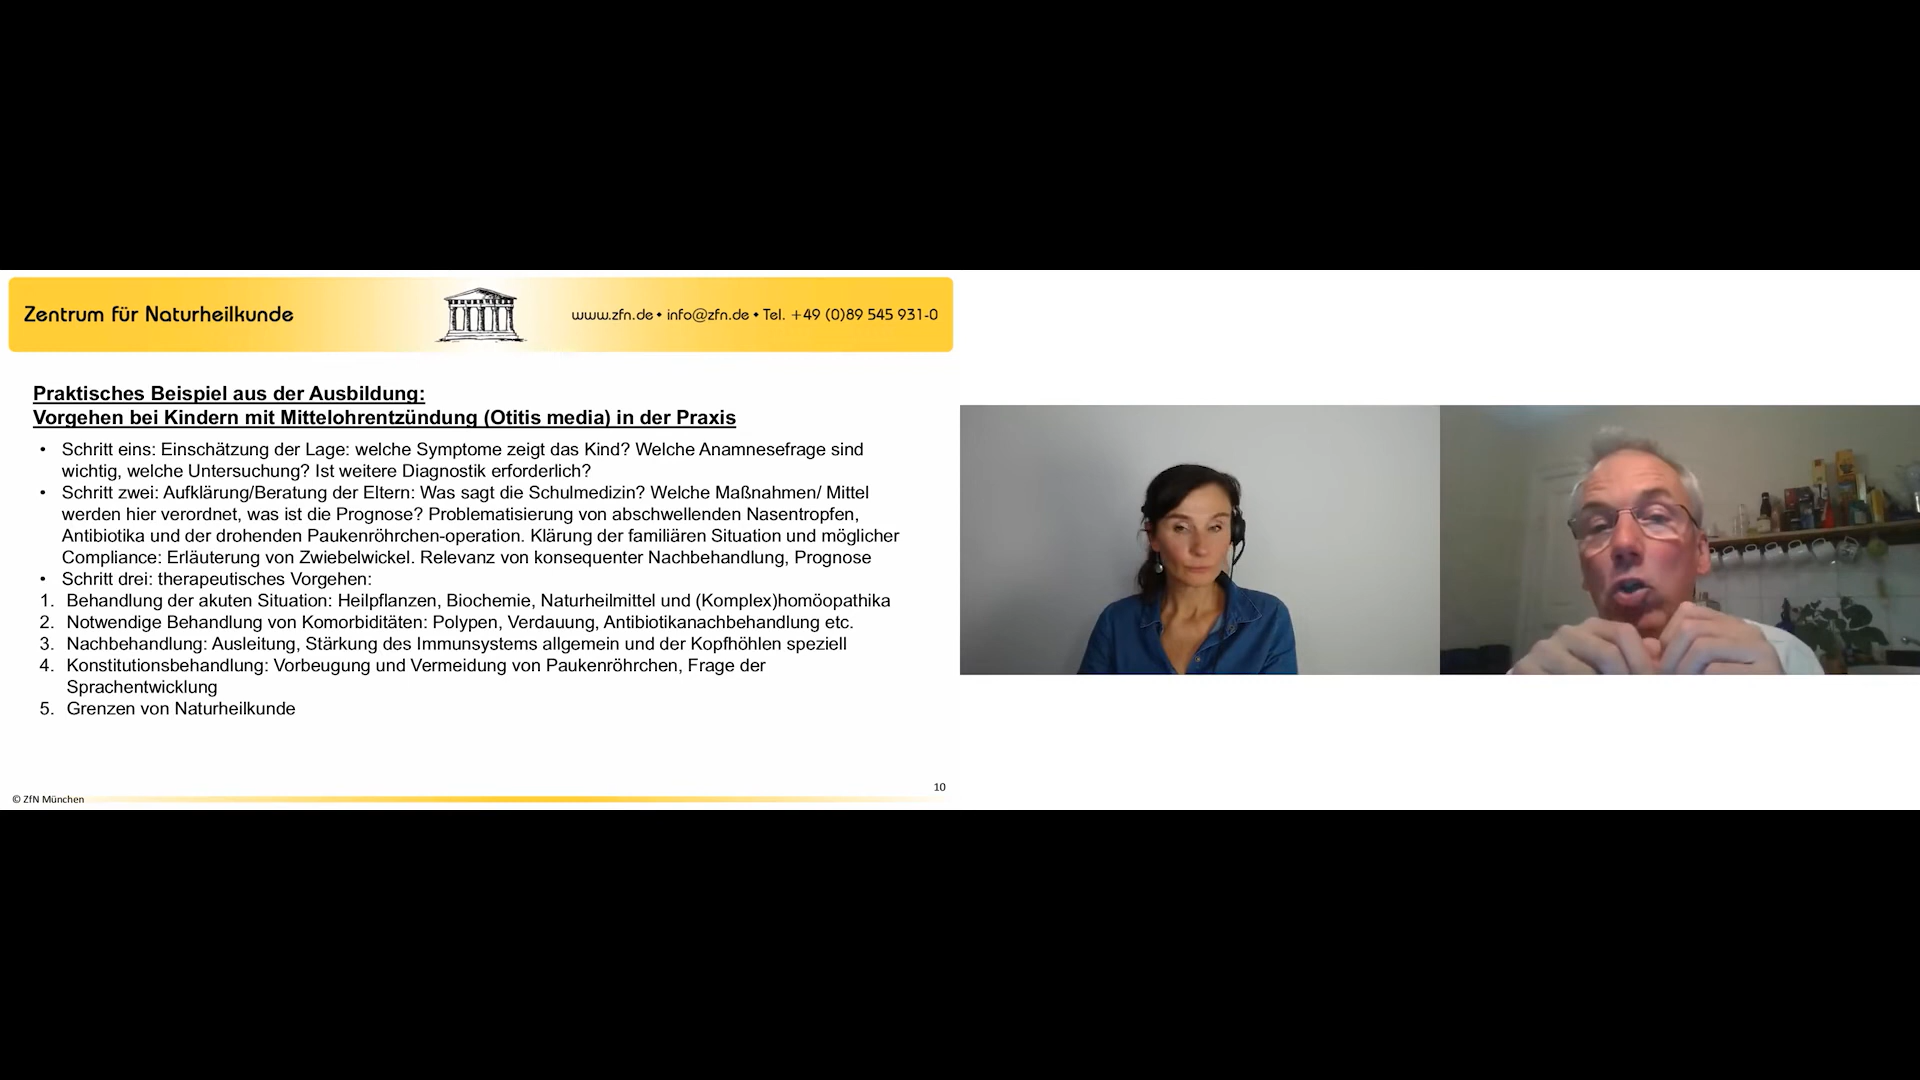 Zentrum für Naturheilkunde
www.zfn.de • info@zfn.de • Tel. +49 (0)89 545 931-0
Praktisches Beispiel aus der Ausbildung:
Vorgehen bei Kindern mit Mittelohrentzündung (Otitis media) in der Praxis
• Schritt eins: Einschätzung der Lage: welche Symptome zeigt das Kind? Welche Anamnesefrage sind
wichtig, welche Untersuchung? Ist weitere Diagnostik erforderlich?
• Schritt zwei: Aufklärung/Beratung der Eltern: Was sagt die Schulmedizin? Welche Maßnahmen/ Mittel
werden hier verordnet, was ist die Prognose? Problematisierung von abschwellenden Nasentropfen,
Antibiotika und der drohenden Paukenröhrchen-operation. Klärung der familiären Situation und möglicher
Compliance: Erläuterung von Zwiebelwickel. Relevanz von konsequenter Nachbehandlung, Prognose
• Schritt drei: therapeutisches Vorgehen:
1. Behandlung der akuten Situation: Heilpflanzen, Biochemie, Naturheilmittel und (Komplex)homöopathika
2. Notwendige Behandlung von Komorbiditäten: Polypen, Verdauung, Antibiotikanachbehandlung etc.
3. Nachbehandlung: Ausleitung, Stärkung des Immunsystems allgemein und der Kopfhöhlen speziell
4. Konstitutionsbehandlung: Vorbeugung und Vermeidung von Paukenröhrchen, Frage der
Sprachentwicklung
5. Grenzen von Naturheilkunde
10
© ZfN München